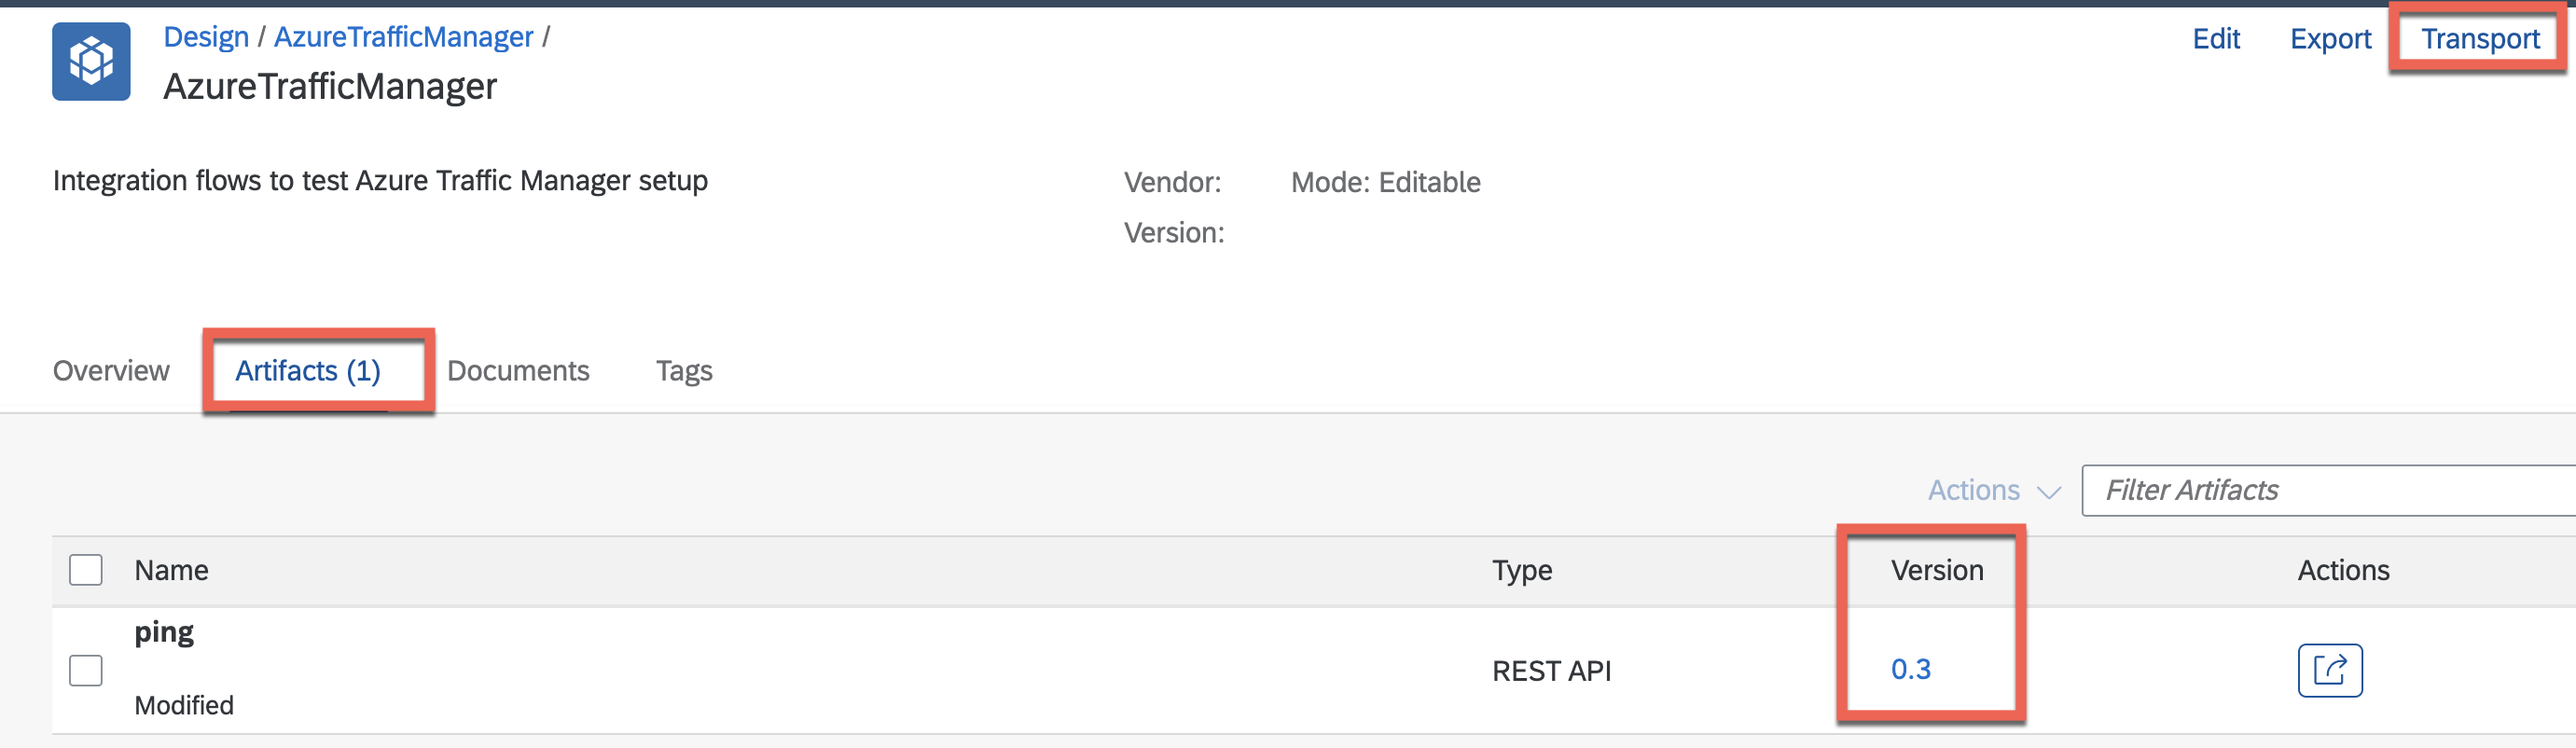 Design / AzureTrafficManager /
AzureTrafficManager
Edit Export Transport
Integration flows to test Azure Traffic Manager setup
Vendor: Mode: Editable
Version:
Overview Artifacts (1) Documents Tags
Actions Filter Artifacts
Name Type Version Actions
ping
REST API 0.3
Modified